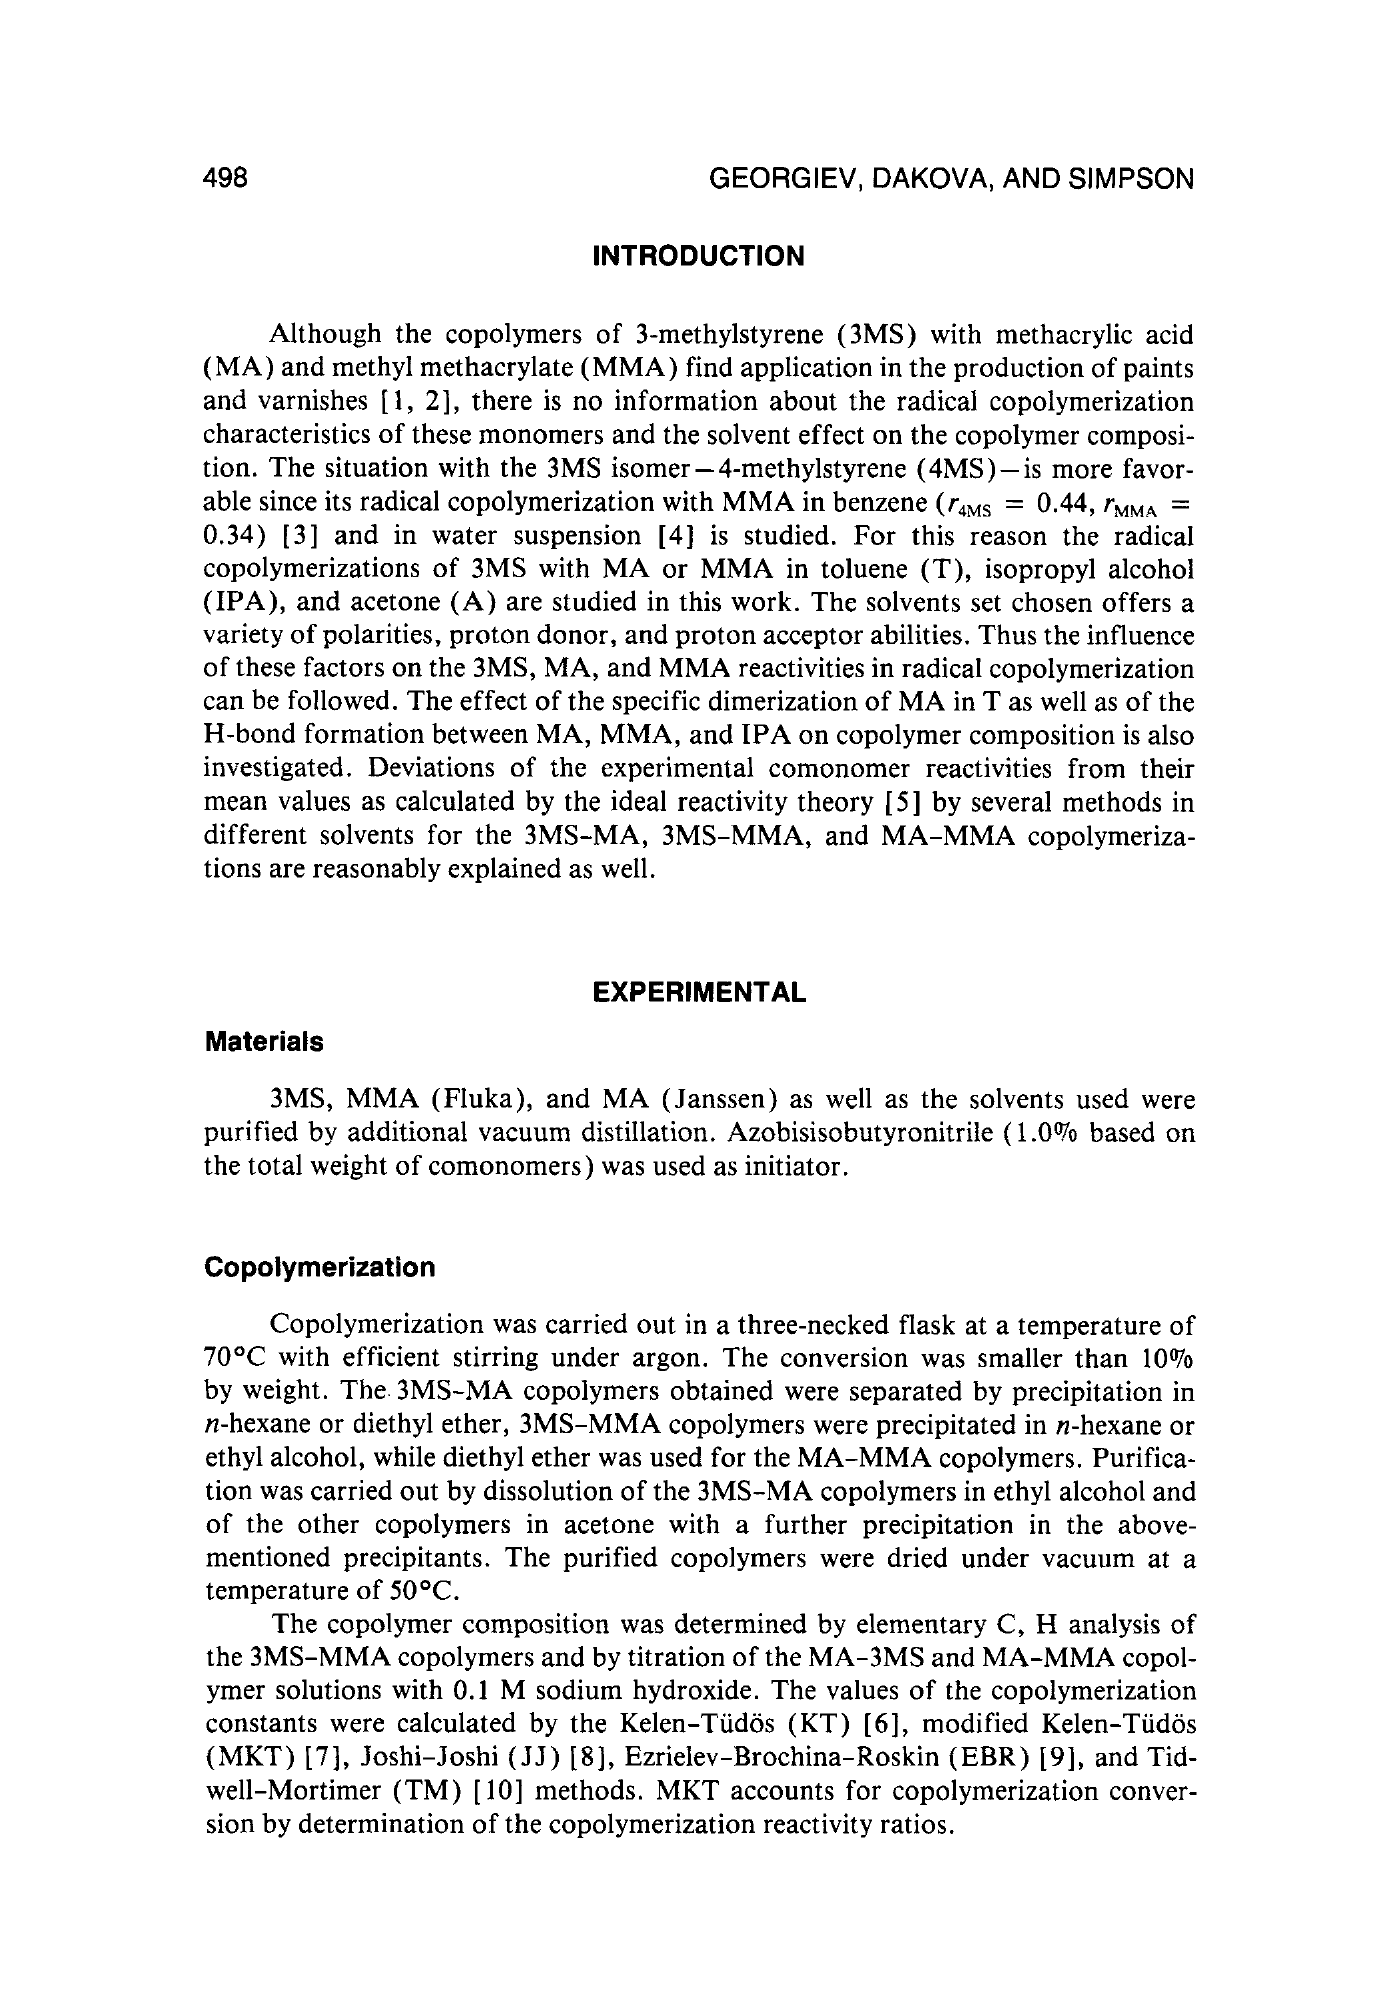 498 GEORGIEV, DAKOVA, AND SIMPSON
INTRODUCTION
Although the copolymers of 3-methylstyrene (3MS) with methacrylic acid
(MA) and methyl methacrylate (MMA) find application in the production of paints
and varnishes [1, 2], there is no information about the radical copolymerization
characteristics of these monomers and the solvent effect on the copolymer composi-
tion. The situation with the 3MS isomer—4-methylstyrene (4MS)—is more favor-
able since its radical copolymerization with MMA in benzene (r4MS = 0.44, rMMA =
0.34) [3] and in water suspension [4] is studied. For this reason the radical
copolymerizations of 3MS with MA or MMA in toluene (T), isopropyl alcohol
(IPA), and acetone (A) are studied in this work. The solvents set chosen offers a
variety of polarities, proton donor, and proton acceptor abilities. Thus the influence
of these factors on the 3MS, MA, and MMA reactivities in radical copolymerization
can be followed. The effect of the specific dimerization of MA in T as well as of the
H-bond formation between MA, MMA, and IPA on copolymer composition is also
investigated. Deviations of the experimental comonomer reactivities from their
mean values as calculated by the ideal reactivity theory [5] by several methods in
different solvents for the 3MS-MA, 3MS-MMA, and MA-MMA copolymeriza-
tions are reasonably explained as well.
EXPERIMENTAL
Materials
3MS, MMA (Fluka), and MA (Janssen) as well as the solvents used were
purified by additional vacuum distillation. Azobisisobutyronitrile (1.0% based on
the total weight of comonomers) was used as initiator.
Copolymerization
Copolymerization was carried out in a three-necked flask at a temperature of
70°C with efficient stirring under argon. The conversion was smaller than 10%
by weight. The 3MS-MA copolymers obtained were separated by precipitation in
n-hexane or diethyl ether, 3MS-MMA copolymers were precipitated in n-hexane or
ethyl alcohol, while diethyl ether was used for the MA-MMA copolymers. Purifica-
tion was carried out by dissolution of the 3MS-MA copolymers in ethyl alcohol and
of the other copolymers in acetone with a further precipitation in the above-
mentioned precipitants. The purified copolymers were dried under vacuum at a
temperature of 50°C.
The copolymer composition was determined by elementary C, H analysis of
the 3MS-MMA copolymers and by titration of the MA-3MS and MA-MMA copol-
ymer solutions with 0.1 M sodium hydroxide. The values of the copolymerization
constants were calculated by the Kelen-Tüdös (KT) [6], modified Kelen-Tüdös
(MKT) [7], Joshi-Joshi (JJ) [8], Ezrielev-Brochina-Roskin (EBR) [9], and Tid-
well-Mortimer (TM) [10] methods. MKT accounts for copolymerization conver-
sion by determination of the copolymerization reactivity ratios.